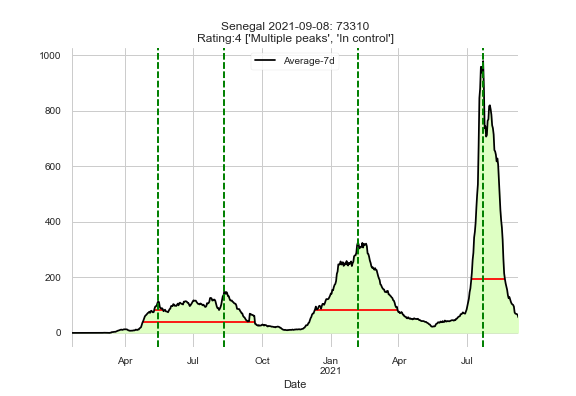 Senegal 2021-09-08: 73310
Rating:4 ['Multiple peaks', 'In control']
Average-7d
1000
800
600
400
200
0
Apr
Jul
Oct
Jan
2021
Apr
Jul
Date